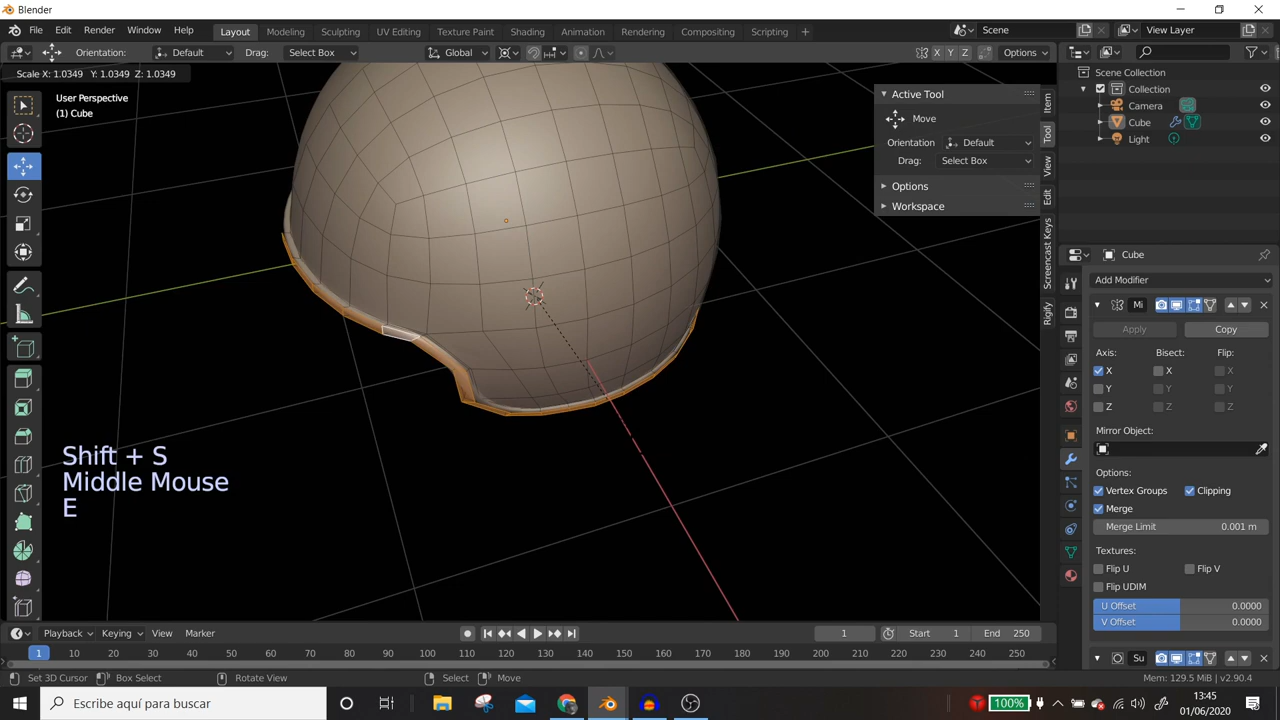 Blender
File Edit Render Window Help Layout Modeling Sculpting UV Editing Texture Paint Shading Animation Rendering Compositing Scripting + Scene View Layer
Orientation: Default Drag: Select Box Global X Y Z Options
Scale X: 1.0349 Y: 1.0349 Z: 1.0349
User Perspective
(1) Cube
Active Tool
Move
Orientation Default
Drag: Select Box
Options
Workspace
Item
Tool
View
Edit
Screencast Keys
Rigify
Scene Collection
Collection
Camera
Cube
Light
Cube
Add Modifier
Mi
Apply Copy
Axis: Bisect: Flip:
X X X
Y Y Y
Z Z Z
Mirror Object:
Options:
Vertex Groups Clipping
Merge
Merge Limit 0.001 m
Textures:
Flip U Flip V
Flip UDIM
U Offset 0.0000
V Offset 0.0000
Su
Shift + S
Middle Mouse
E
Playback Keying View Marker 1 Start 1 End 250
1 10 20 30 40 50 60 70 80 90 100 110 120 130 140 150 160 170 180 190 200 210 220 230 240 250
Set 3D Cursor Box Select Rotate View Select Move Mem: 129.5 MiB | v2.90.4
Escribe aquí para buscar
100%
13:45
01/06/2020